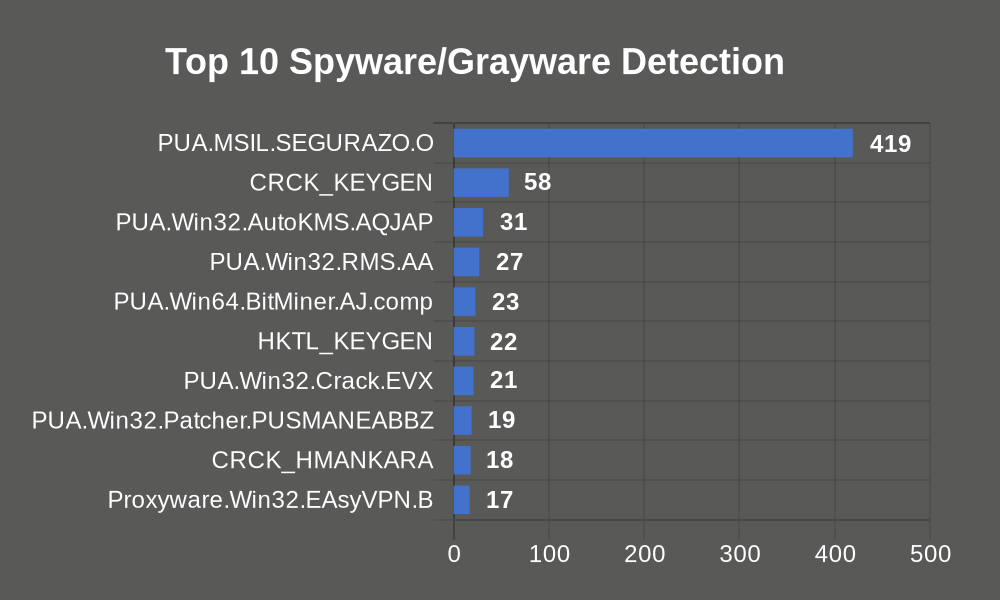 Top 10 Spyware/Grayware Detection
PUA.MSIL.SEGURAZO.O 419
CRCK_KEYGEN 58
PUA.Win32.AutoKMS.AQJAP 31
PUA.Win32.RMS.AA 27
PUA.Win64.BitMiner.AJ.comp 23
HKTL_KEYGEN 22
PUA.Win32.Crack.EVX 21
PUA.Win32.Patcher.PUSMANEABBZ 19
CRCK_HMANKARA 18
Proxyware.Win32.EAsyVPN.B 17
0 100 200 300 400 500